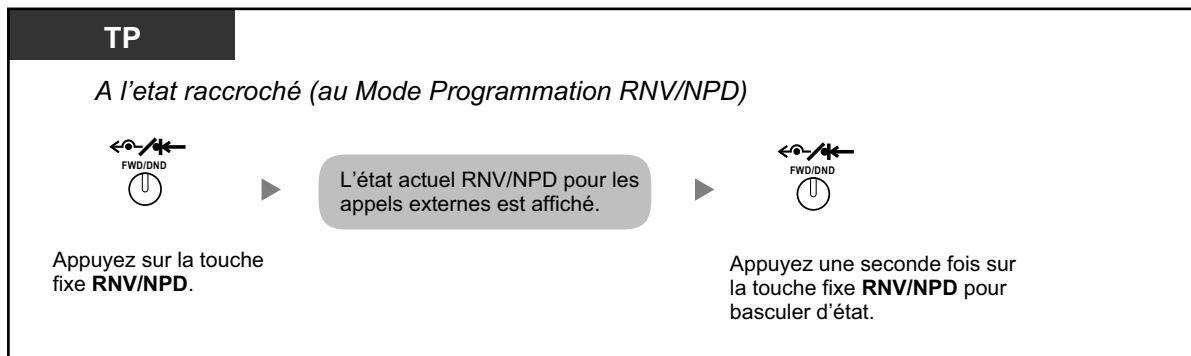 TP
A l'etat raccroché (au Mode Programmation RNV/NPD)
FWD/DND
L'état actuel RNV/NPD pour les
appels externes est affiché.
FWD/DND
Appuyez sur la touche
fixe RNV/NPD.
Appuyez une seconde fois sur
la touche fixe RNV/NPD pour
basculer d'état.